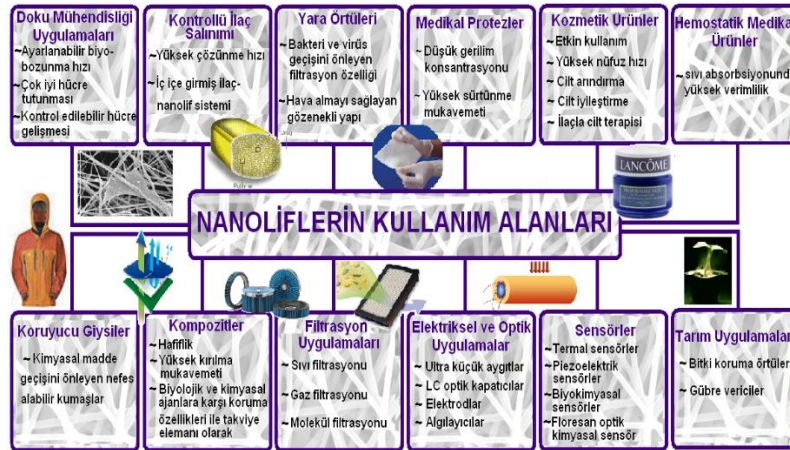 Doku Mühendisliği
Uygulamaları
~Ayarlanabilir biyo-
bozunma hızı
~Çok iyi hücre
tutunması
~Kontrol edilebilir hücre
gelişmesi
Kontrollü İlaç
Salınımı
~Yüksek çözünme hızı
~İç içe girmiş ilaç-
nanolif sistemi
Yara Örtüleri
~Bakteri ve virüs
geçişini önleyen
filtrasyon özelliği
~Hava almayı sağlayan
gözenekli yapı
Medikal Protezler
~Düşük gerilim
konsantrasyonu
~Yüksek sürtünme
mukavemeti
Kozmetik Ürünler
~Etkin kullanım
~Yüksek nüfuz hızı
~Cilt arındırma
~Cilt iyileştirme
~İlaçla cilt terapisi
Hemostatik Medikal
Ürünler
~sıvı absorbsiyonunda
yüksek verimlilik
LANCÔME
NANOLİFLERİN KULLANIM ALANLARI
Koruyucu Giysiler
~Kimyasal madde
geçişini önleyen nefes
alabilir kumaşlar
Kompozitler
~Hafiflik
~Yüksek kırılma
mukavemeti
~Biyolojik ve kimyasal
ajanlara karşı koruma
özellikleri ile takviye
elemanı olarak
Filtrasyon
Uygulamaları
~Sıvı filtrasyonu
~Gaz filtrasyonu
~Molekül filtrasyonu
Elektriksel ve Optik
Uygulamalar
~Ultra küçük aygıtlar
~LC optik kapatıcılar
~Elektrodlar
~Algılayıcılar
Sensörler
~Termal sensörler
~Piezoelektrik
sensörler
~Biyokimyasal
sensörler
~Floresan optik
kimyasal sensör
Tarım Uygulamaları
~Bitki koruma örtüleri
~Gübre vericiler